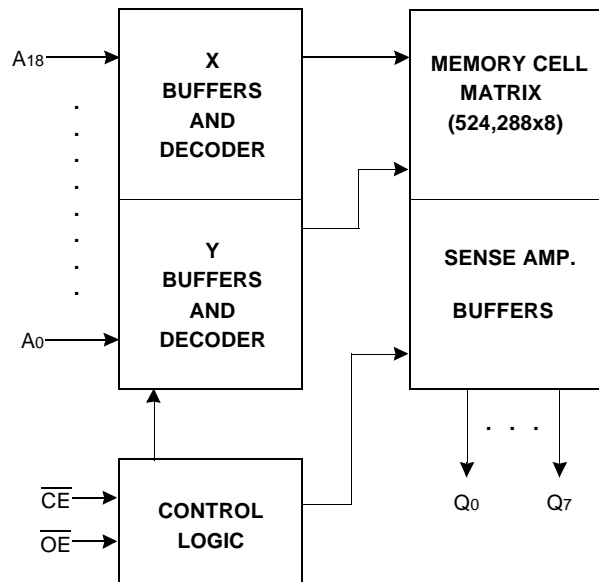 A18
A0
X
BUFFERS
AND
DECODER
Y
BUFFERS
AND
DECODER
MEMORY CELL
MATRIX
(524,288x8)
SENSE AMP.
BUFFERS
CE
OE
CONTROL
LOGIC
. . .
Q0 Q7